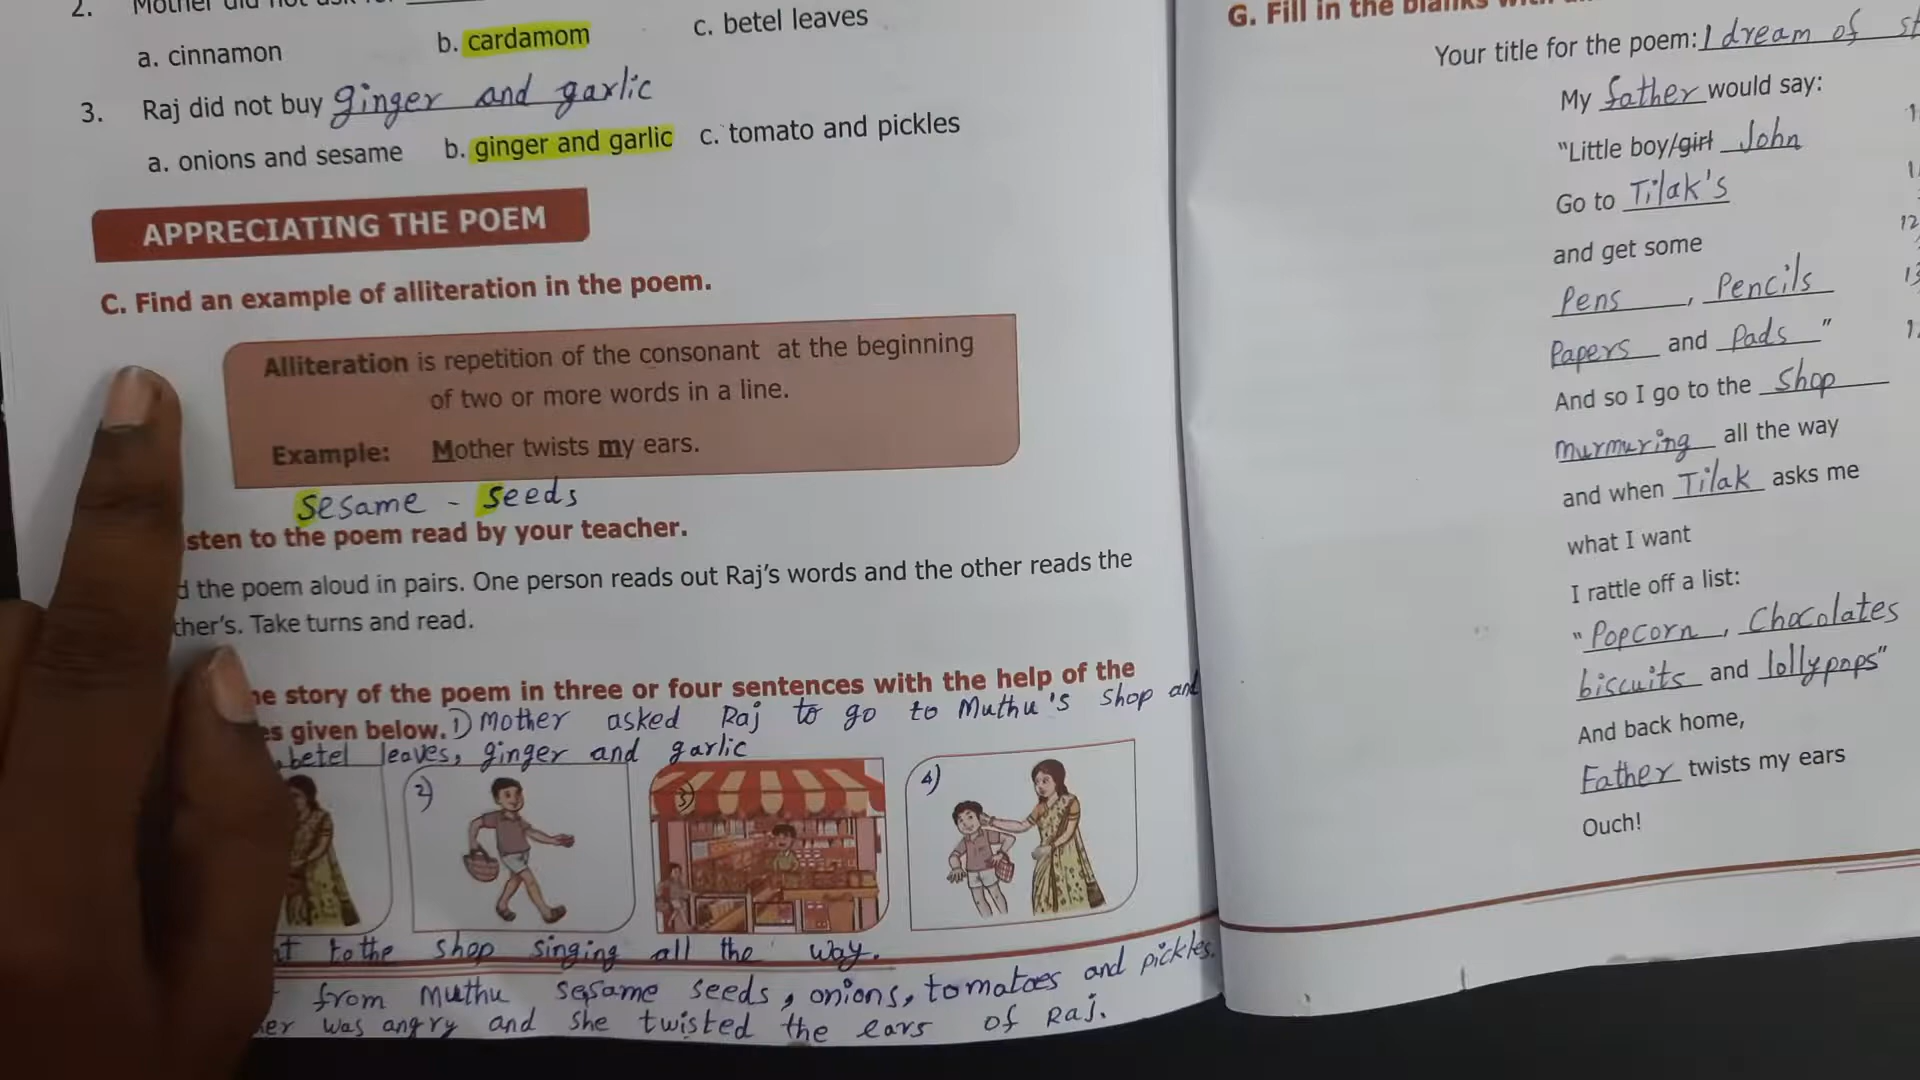 2. Mother did not ask for
a. cinnamon b. cardamom c. betel leaves
3. Raj did not buy ginger and garlic
a. onions and sesame b. ginger and garlic c. tomato and pickles
APPRECIATING THE POEM
C. Find an example of alliteration in the poem.
Alliteration is repetition of the consonant at the beginning
of two or more words in a line.
Example: Mother twists my ears.
Sesame - Seeds
sten to the poem read by your teacher.
d the poem aloud in pairs. One person reads out Raj's words and the other reads the
ther's. Take turns and read.
he story of the poem in three or four sentences with the help of the
es given below. 1) Mother asked Raj to go to Muthu's shop and
betel leaves, ginger and garlic
2) 3) 4)
nt to the shop singing all the way.
from Muthu sesame seeds, onions, tomatoes and pickles.
er was angry and she twisted the ears of Raj.
G. Fill in the blanks
Your title for the poem: I dream of st
My father would say:
"Little boy/girl John
Go to Tilak's
and get some
Pens, Pencils
Papers and Pads"
And so I go to the Shop
murmuring all the way
and when Tilak asks me
what I want
I rattle off a list:
"Popcorn, Chocolates
biscuits and lollypops"
And back home,
Father twists my ears
Ouch!